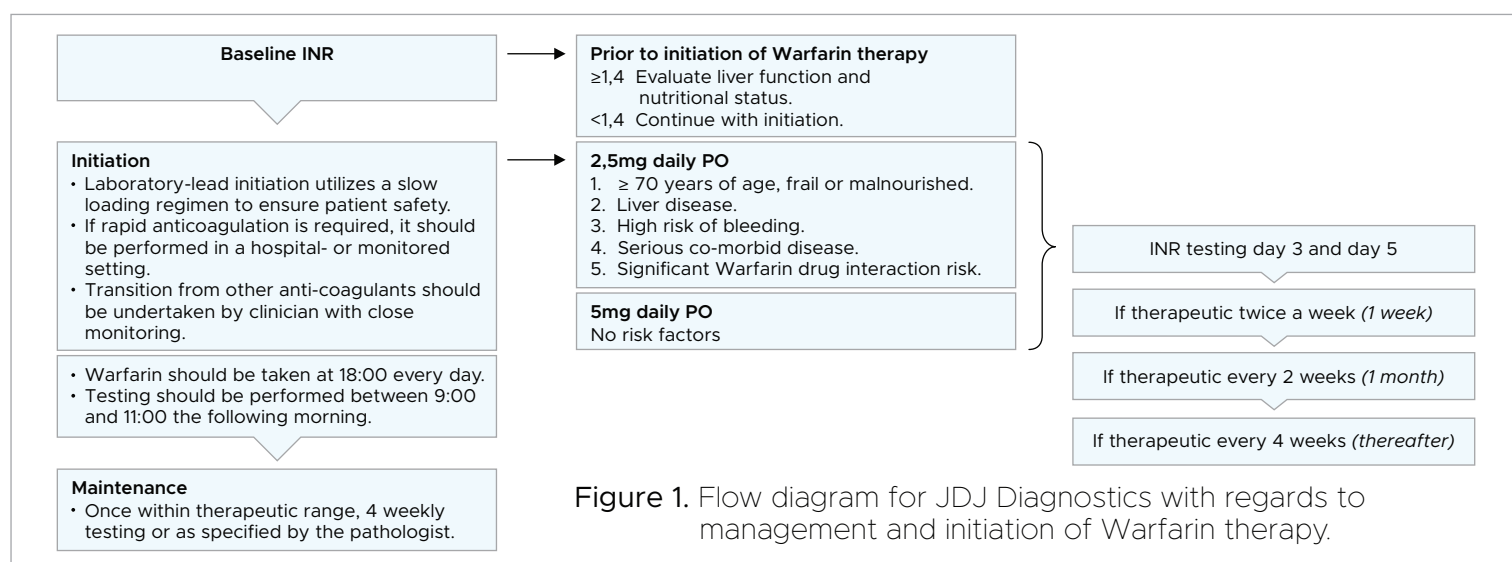 Baseline INR
Prior to initiation of Warfarin therapy
≥1,4 Evaluate liver function and
nutritional status.
<1,4 Continue with initiation.
Initiation
• Laboratory-lead initiation utilizes a slow
loading regimen to ensure patient safety.
• If rapid anticoagulation is required, it should
be performed in a hospital- or monitored
setting.
• Transition from other anti-coagulants should
be undertaken by clinician with close
monitoring.
• Warfarin should be taken at 18:00 every day.
• Testing should be performed between 9:00
and 11:00 the following morning.
Maintenance
• Once within therapeutic range, 4 weekly
testing or as specified by the pathologist.
2,5mg daily PO
1. ≥ 70 years of age, frail or malnourished.
2. Liver disease.
3. High risk of bleeding.
4. Serious co-morbid disease.
5. Significant Warfarin drug interaction risk.
5mg daily PO
No risk factors
INR testing day 3 and day 5
If therapeutic twice a week (1 week)
If therapeutic every 2 weeks (1 month)
If therapeutic every 4 weeks (thereafter)
Figure 1. Flow diagram for JDJ Diagnostics with regards to
management and initiation of Warfarin therapy.